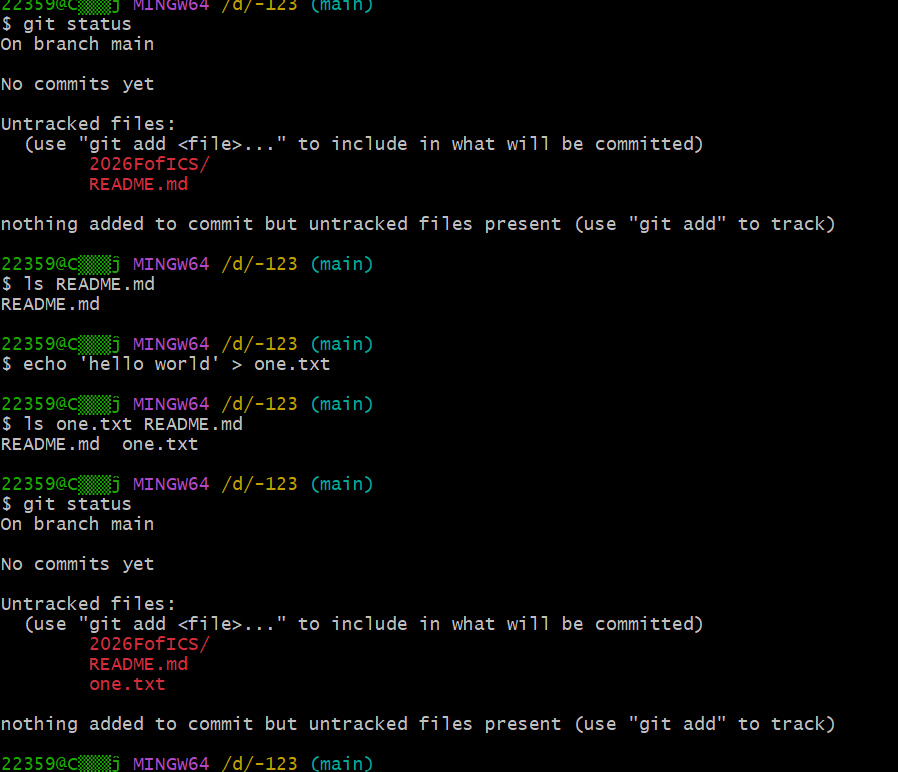 22359@C▒▒▒j MINGW64 /d/-123 (main)
$ git status
On branch main
No commits yet
Untracked files:
  (use "git add <file>..." to include in what will be committed)
        2026FofICS/
        README.md
nothing added to commit but untracked files present (use "git add" to track)
22359@C▒▒▒ĵ MINGW64 /d/-123 (main)
$ ls README.md
README.md
22359@C▒▒▒ĵ MINGW64 /d/-123 (main)
$ echo 'hello world' > one.txt
22359@C▒▒▒ĵ MINGW64 /d/-123 (main)
$ ls one.txt README.md
README.md  one.txt
22359@C▒▒▒ĵ MINGW64 /d/-123 (main)
$ git status
On branch main
No commits yet
Untracked files:
  (use "git add <file>..." to include in what will be committed)
        2026FofICS/
        README.md
        one.txt
nothing added to commit but untracked files present (use "git add" to track)
22359@C▒▒▒ĵ MINGW64 /d/-123 (main)